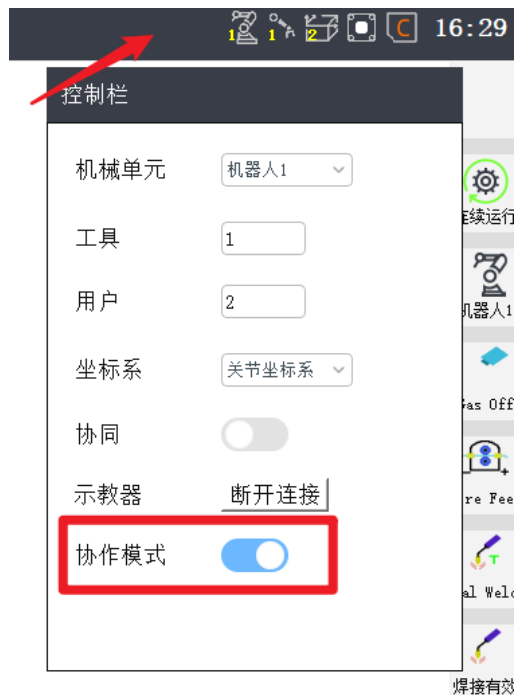 1 1 2 C 16:29
控制栏
机械单元 机器人1
工具 1
用户 2
坐标系 关节坐标系
协同
示教器 断开连接
协作模式
连续运行
机器人1
Gas Off
re Fee
T
al Weld
焊接有效